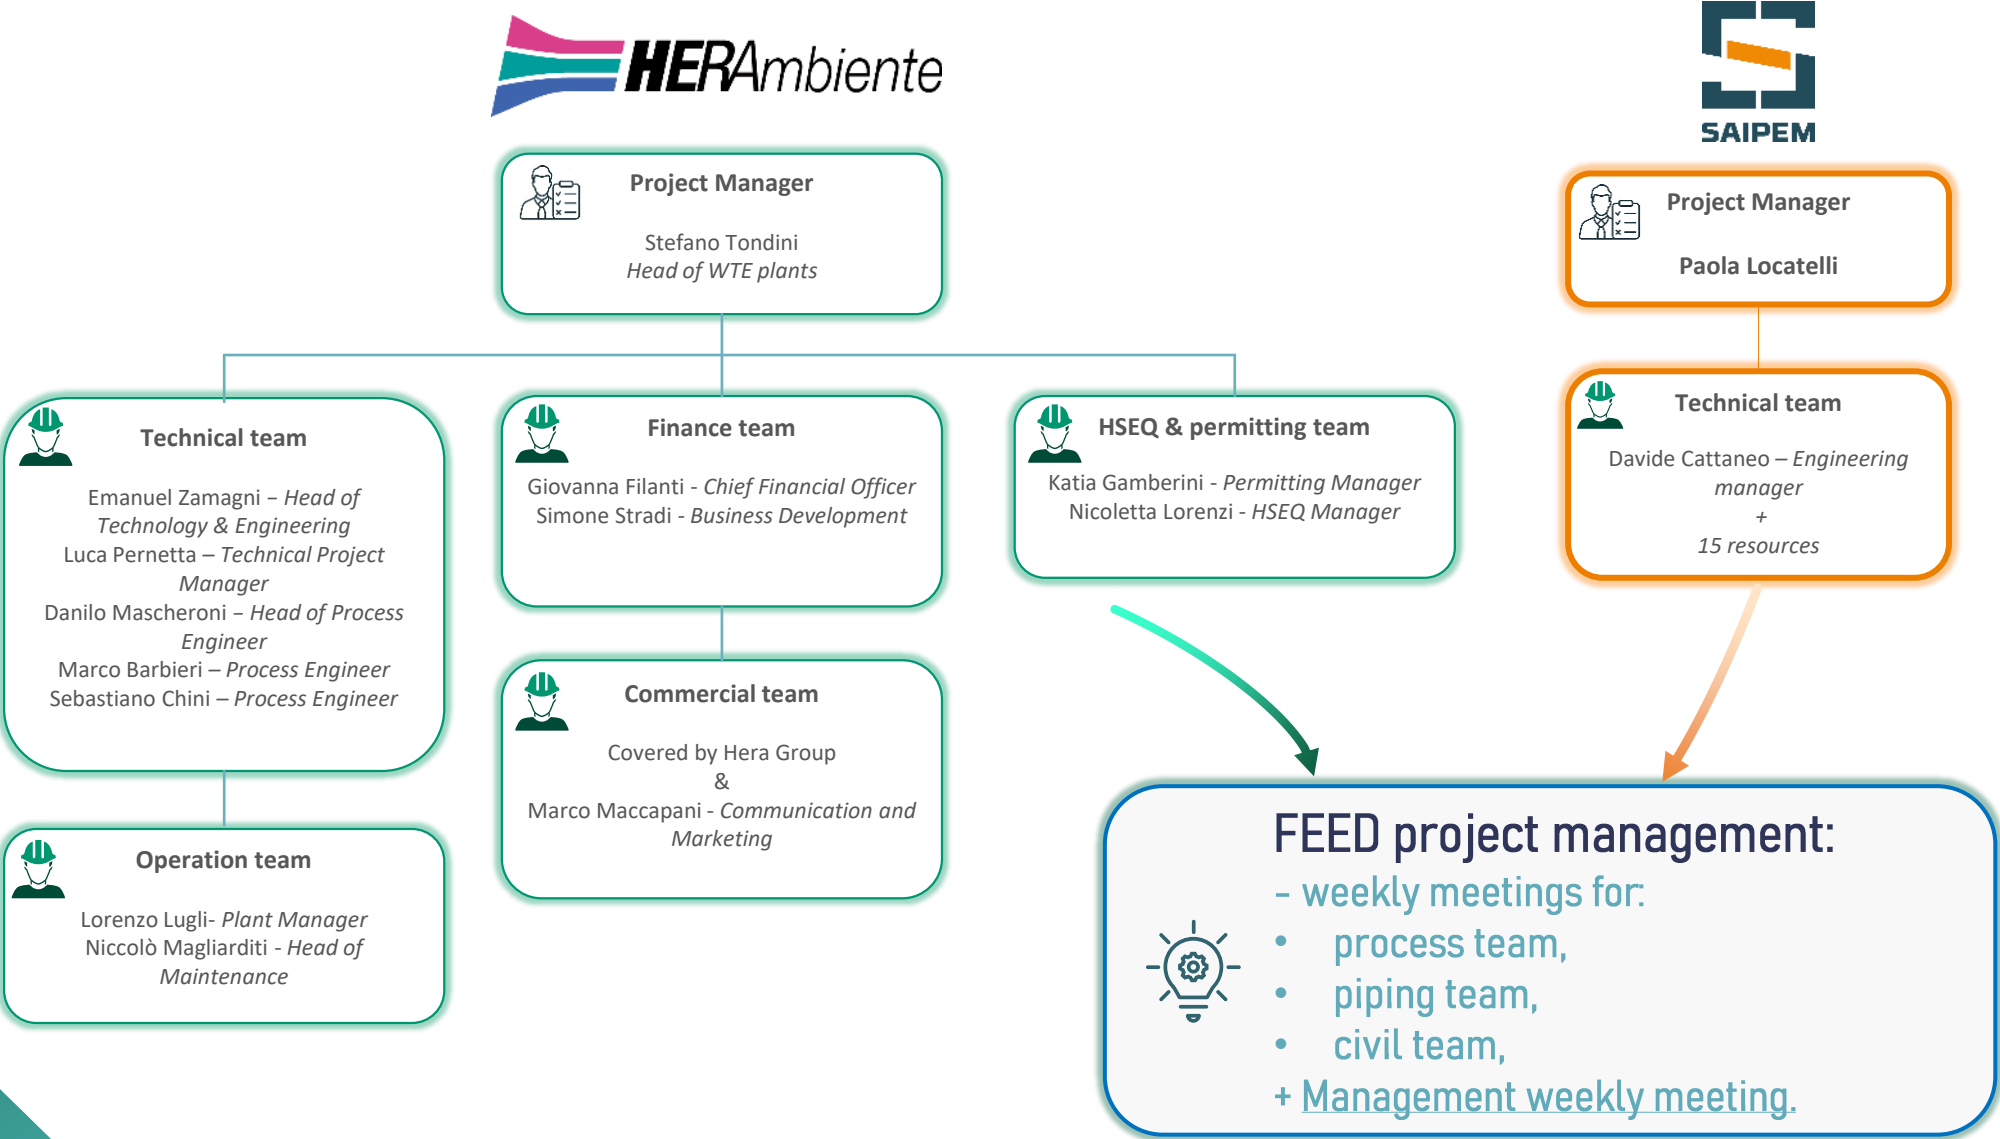 HERAmbiente
SAIPEM
Project Manager
Stefano Tondini
Head of WTE plants
Project Manager
Paola Locatelli
Technical team
Emanuel Zamagni – Head of
Technology & Engineering
Luca Pernetta – Technical Project
Manager
Danilo Mascheroni – Head of Process
Engineer
Marco Barbieri – Process Engineer
Sebastiano Chini – Process Engineer
Finance team
Giovanna Filanti - Chief Financial Officer
Simone Stradi - Business Development
HSEQ & permitting team
Katia Gamberini - Permitting Manager
Nicoletta Lorenzi - HSEQ Manager
Technical team
Davide Cattaneo – Engineering
manager
+
15 resources
Commercial team
Covered by Hera Group
&
Marco Maccapani - Communication and
Marketing
Operation team
Lorenzo Lugli- Plant Manager
Niccolò Magliarditi - Head of
Maintenance
FEED project management:
- weekly meetings for:
• process team,
• piping team,
• civil team,
+ Management weekly meeting.